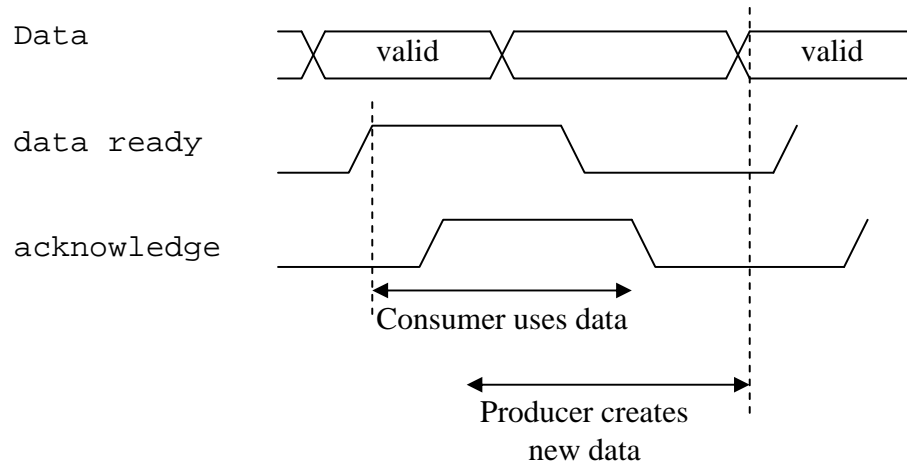 Data
valid
valid
data ready
acknowledge
Consumer uses data
Producer creates
new data